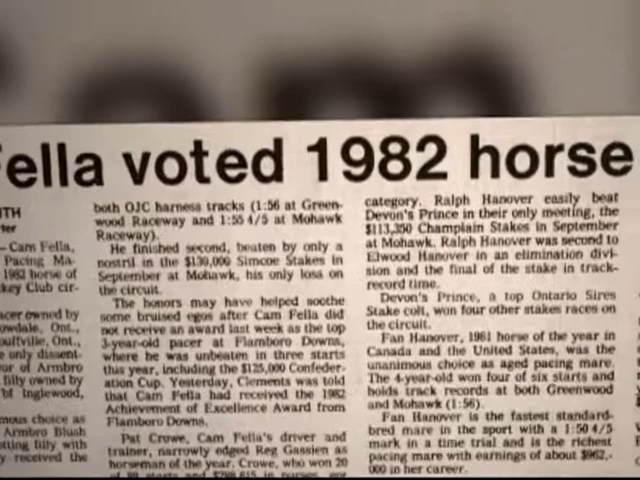 Fella voted 1982 horse
ITH
ter
—Cam Fella,
Pacing Ma-
1982 horse of
key Club cir-
acer owned by
owdale, Ont.,
ouffville, Ont.,
e only dissent-
or of Armbro
filly owned by
of Inglewood,
mous choice as
Armbro Blush
otting filly with
y received the
both OJC harness tracks (1:56 at Green-
wood Raceway and 1:55 4/5 at Mohawk
Raceway).
He finished second, beaten by only a
nostril in the $130,000 Simcoe Stakes in
September at Mohawk, his only loss on
the circuit.
The honors may have helped soothe
some bruised egos after Cam Fella did
not receive an award last week as the top
3-year-old pacer at Flamboro Downs,
where he was unbeaten in three starts
this year, including the $125,000 Confeder-
ation Cup. Yesterday, Clements was told
that Cam Fella had received the 1982
Achievement of Excellence Award from
Flamboro Downs.
Pat Crowe, Cam Fella's driver and
trainer, narrowly edged Reg Gassien as
horseman of the year. Crowe, who won 20
of 89 starts and in purses, got
category. Ralph Hanover easily beat
Devon's Prince in their only meeting, the
$113,350 Champlain Stakes in September
at Mohawk. Ralph Hanover was second to
Elwood Hanover in an elimination divi-
sion and the final of the stake in track-
record time.
Devon's Prince, a top Ontario Sires
Stake colt, won four other stakes races on
the circuit.
Fan Hanover, 1981 horse of the year in
Canada and the United States, was the
unanimous choice as aged pacing mare.
The 4-year-old won four of six starts and
holds track records at both Greenwood
and Mohawk (1:56).
Fan Hanover is the fastest standard-
bred mare in the sport with a 1:50 4/5
mark in a time trial and is the richest
pacing mare with earnings of about $962,-
000 in her career.